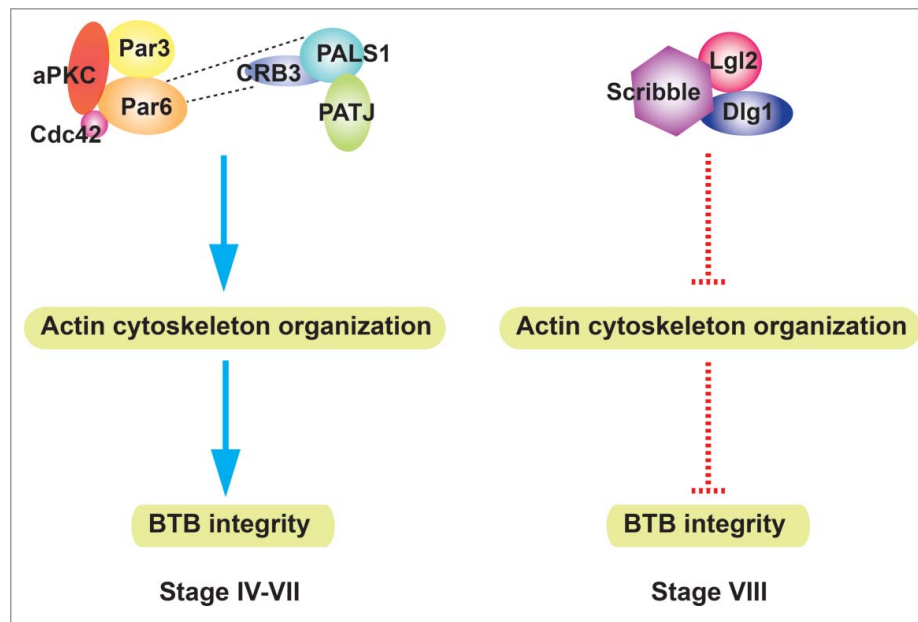 Par3
aPKC
Par6
Cdc42
PALS1
CRB3
PATJ
Lgl2
Scribble
Dlg1
Actin cytoskeleton organization
Actin cytoskeleton organization
BTB integrity
BTB integrity
Stage IV-VII
Stage VIII